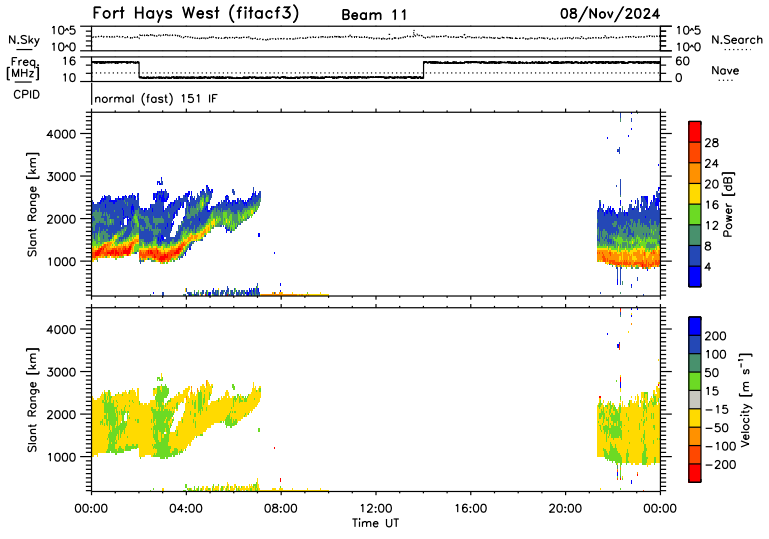 Fort Hays West (fitacf3) Beam 11 08/Nov/2024
N.Sky 10^5 10^0 10^5 10^0 N.Search
Freq. [MHz] 16 10 60 0 Nave
CPID normal (fast) 151 IF
Slant Range [km]
4000
3000
2000
1000
Power [dB]
28
24
20
16
12
8
4
Slant Range [km]
4000
3000
2000
1000
Velocity [m s⁻¹]
200
100
50
15
-15
-50
-100
-200
00:00 04:00 08:00 12:00 16:00 20:00 00:00
Time UT